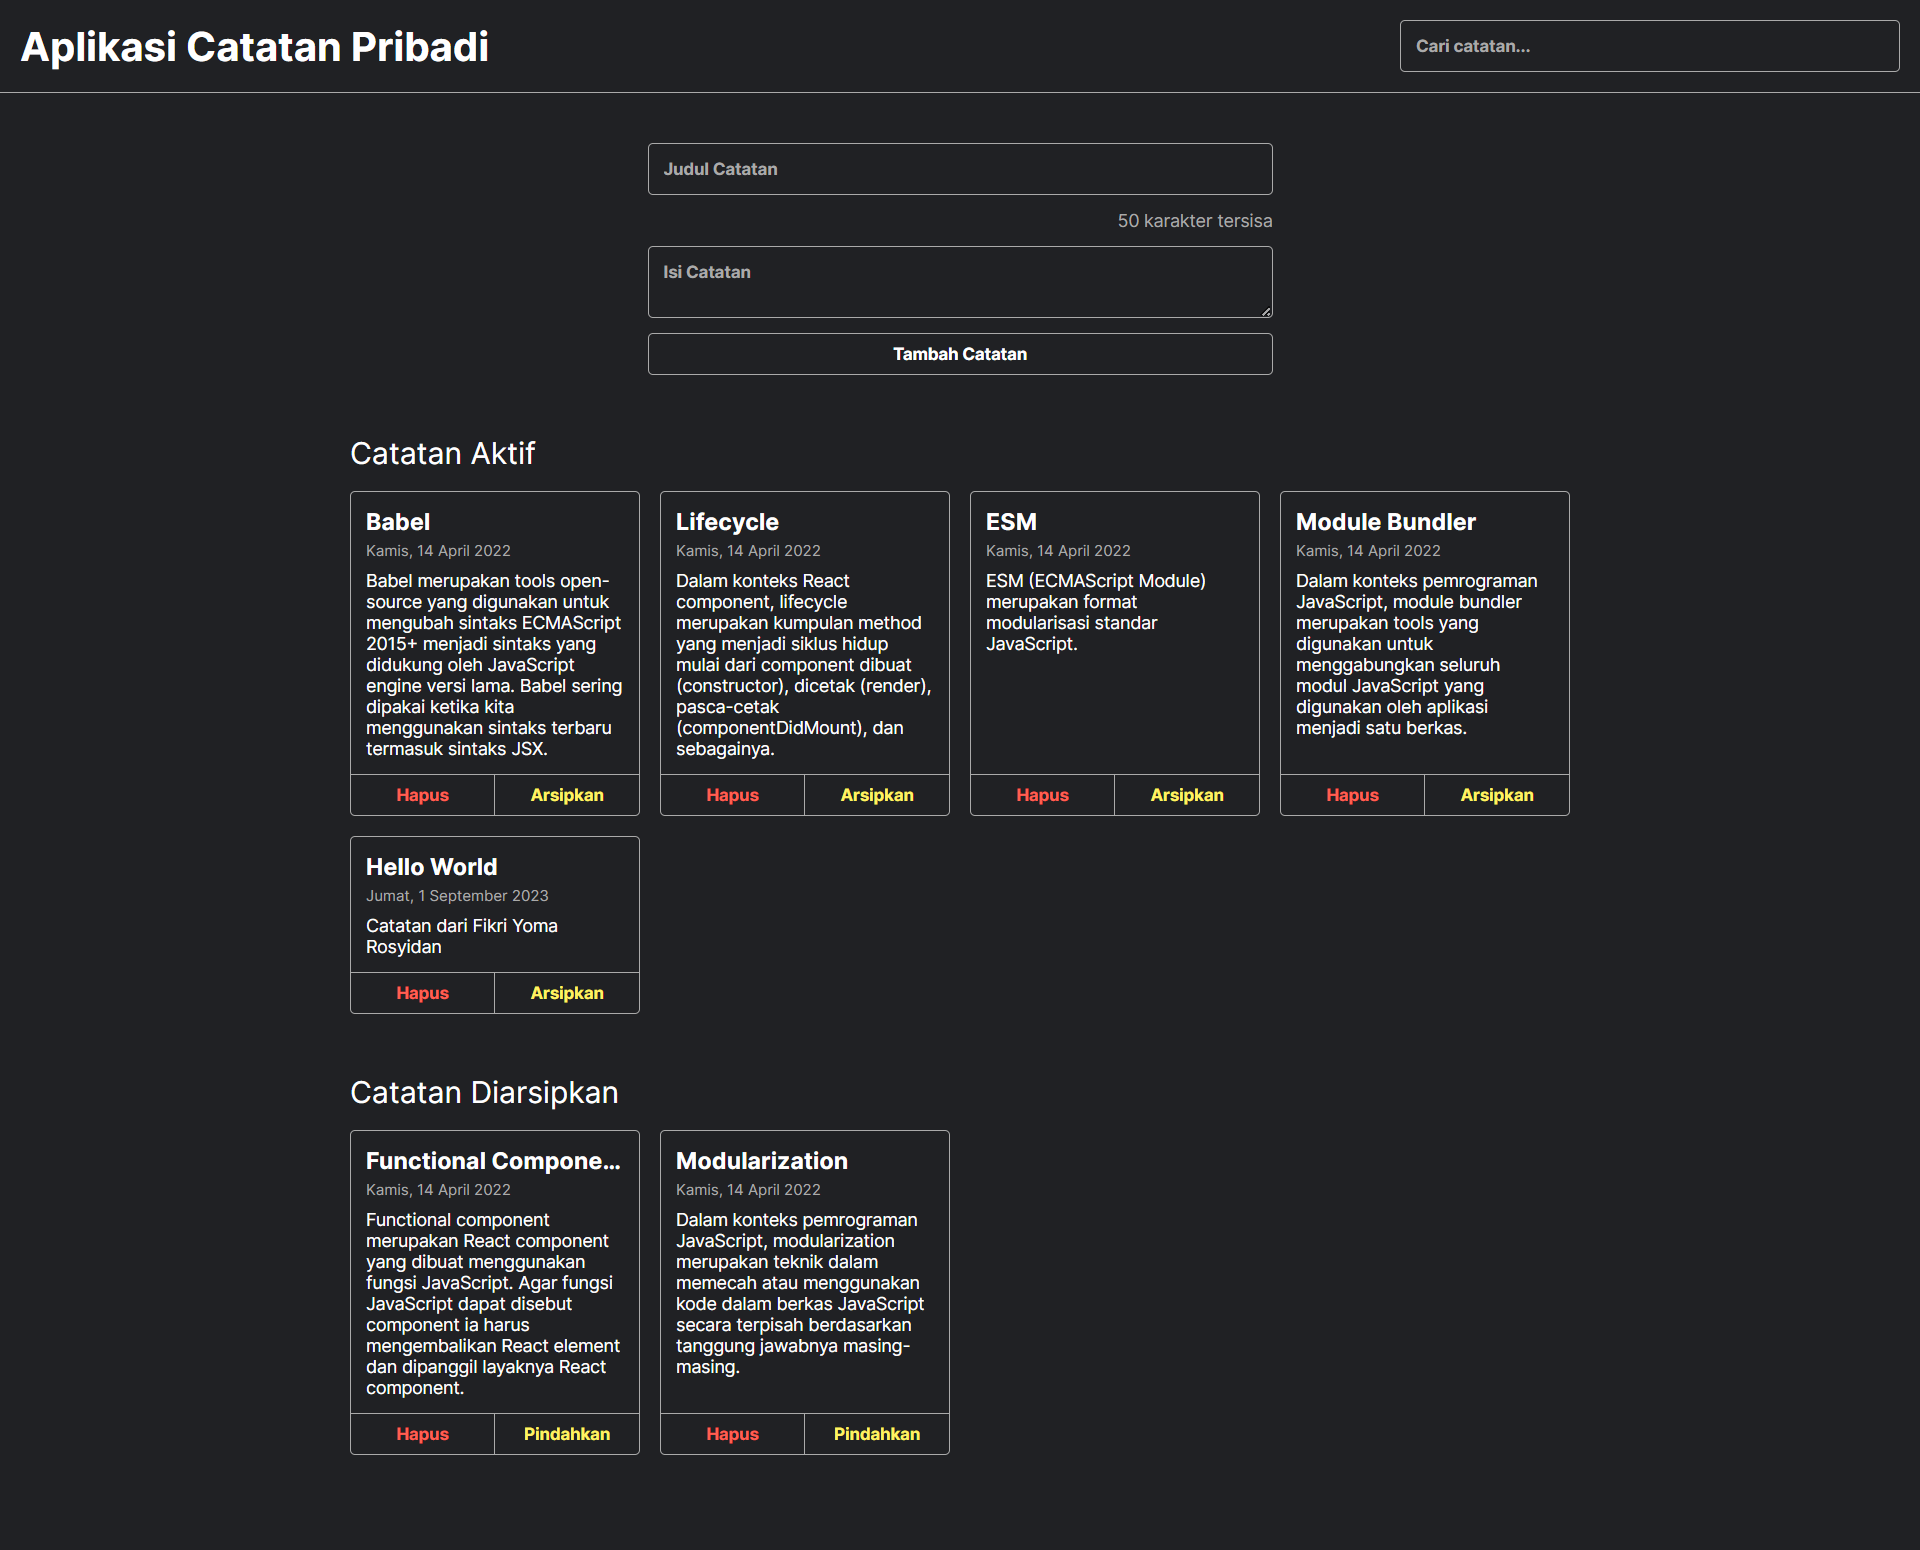 Aplikasi Catatan Pribadi
Cari catatan...
Judul Catatan
50 karakter tersisa
Isi Catatan
Tambah Catatan
Catatan Aktif
Babel
Kamis, 14 April 2022
Babel merupakan tools open-
source yang digunakan untuk
mengubah sintaks ECMAScript
2015+ menjadi sintaks yang
didukung oleh JavaScript
engine versi lama. Babel sering
dipakai ketika kita
menggunakan sintaks terbaru
termasuk sintaks JSX.
Hapus
Arsipkan
Lifecycle
Kamis, 14 April 2022
Dalam konteks React
component, lifecycle
merupakan kumpulan method
yang menjadi siklus hidup
mulai dari component dibuat
(constructor), dicetak (render),
pasca-cetak
(componentDidMount), dan
sebagainya.
Hapus
Arsipkan
ESM
Kamis, 14 April 2022
ESM (ECMAScript Module)
merupakan format
modularisasi standar
JavaScript.
Hapus
Arsipkan
Module Bundler
Kamis, 14 April 2022
Dalam konteks pemrograman
JavaScript, module bundler
merupakan tools yang
digunakan untuk
menggabungkan seluruh
modul JavaScript yang
digunakan oleh aplikasi
menjadi satu berkas.
Hapus
Arsipkan
Hello World
Jumat, 1 September 2023
Catatan dari Fikri Yoma
Rosyidan
Hapus
Arsipkan
Catatan Diarsipkan
Functional Compone...
Kamis, 14 April 2022
Functional component
merupakan React component
yang dibuat menggunakan
fungsi JavaScript. Agar fungsi
JavaScript dapat disebut
component ia harus
mengembalikan React element
dan dipanggil layaknya React
component.
Hapus
Pindahkan
Modularization
Kamis, 14 April 2022
Dalam konteks pemrograman
JavaScript, modularization
merupakan teknik dalam
memecah atau menggunakan
kode dalam berkas JavaScript
secara terpisah berdasarkan
tanggung jawabnya masing-
masing.
Hapus
Pindahkan